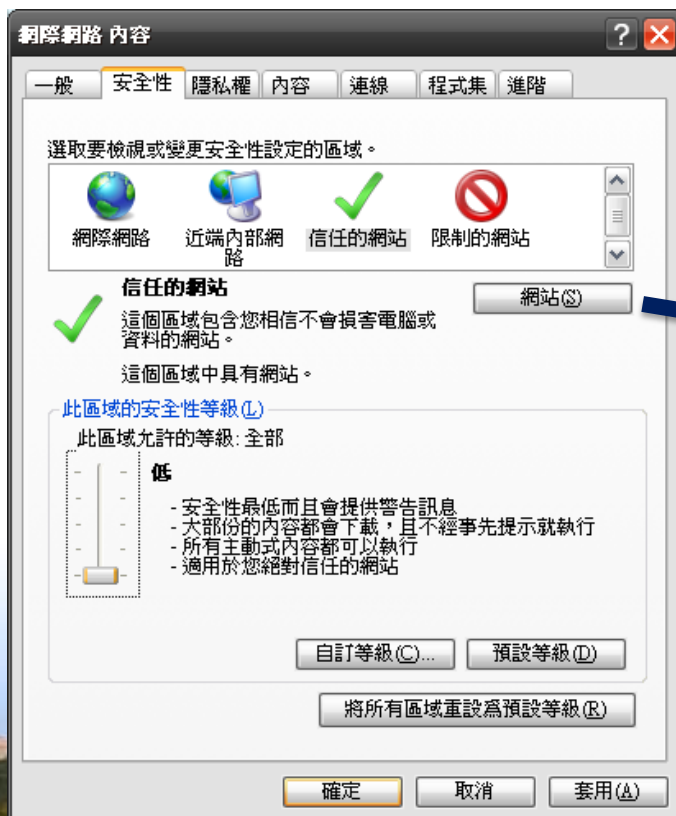 網際網路 內容
一般 安全性 隱私權 內容 連線 程式集 進階
選取要檢視或變更安全性設定的區域。
網際網路 近端內部網路 信任的網站 限制的網站
信任的網站
網站(S)
這個區域包含您相信不會損害電腦或
資料的網站。
這個區域中具有網站。
此區域的安全性等級(L)
此區域允許的等級: 全部
低
- 安全性最低而且會提供警告訊息
- 大部份的內容都會下載，且不經事先提示就執行
- 所有主動式內容都可以執行
- 適用於您絕對信任的網站
自訂等級(C)... 預設等級(D)
將所有區域重設為預設等級(R)
確定 取消 套用(A)